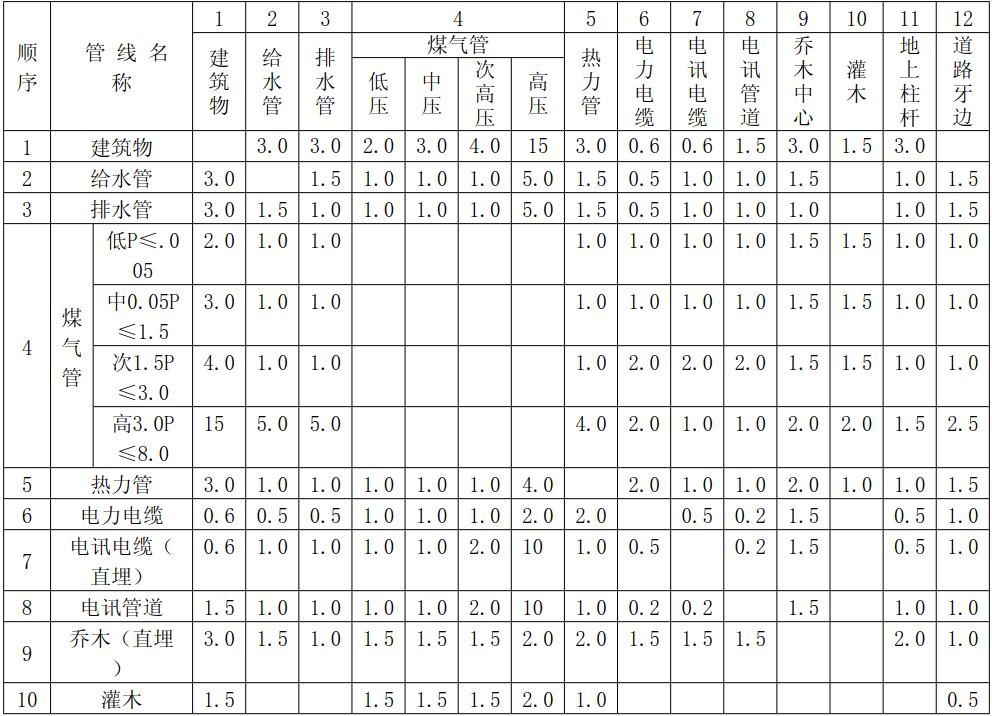 顺序 管线名称 1 2 3 4 5 6 7 8 9 10 11 12
建筑物 给水管 排水管 煤气管 热力管 电力电缆 电讯电缆 电讯管道 乔木中心 灌木 地上柱杆 道路牙边
低压 中压 次高压 高压
1 建筑物 3.0 3.0 2.0 3.0 4.0 15 3.0 0.6 0.6 1.5 3.0 1.5 3.0
2 给水管 3.0 1.5 1.0 1.0 1.0 5.0 1.5 0.5 1.0 1.0 1.5 1.0 1.5
3 排水管 3.0 1.5 1.0 1.0 1.0 1.0 5.0 1.5 0.5 1.0 1.0 1.0 1.0 1.5
4 煤气管
低P≤.0 2.0 1.0 1.0 1.0 1.0 1.0 1.0 1.5 1.5 1.0 1.0
05
中0.05P 3.0 1.0 1.0 1.0 1.0 1.0 1.0 1.5 1.5 1.0 1.0
≤1.5
次1.5P 4.0 1.0 1.0 1.0 2.0 2.0 2.0 1.5 1.5 1.0 1.0
≤3.0
高3.0P 15 5.0 5.0 4.0 2.0 1.0 1.0 2.0 2.0 1.5 2.5
≤8.0
5 热力管 3.0 1.0 1.0 1.0 1.0 1.0 4.0 2.0 1.0 1.0 2.0 1.0 1.0 1.5
6 电力电缆 0.6 0.5 0.5 1.0 1.0 1.0 2.0 2.0 0.5 0.2 1.5 0.5 1.0
7 电讯电缆（ 0.6 1.0 1.0 1.0 1.0 2.0 10 1.0 0.5 0.2 1.5 0.5 1.0
直埋）
8 电讯管道 1.5 1.0 1.0 1.0 1.0 2.0 10 1.0 0.2 0.2 1.5 1.0 1.0
9 乔木（直埋 3.0 1.5 1.0 1.5 1.5 1.5 2.0 2.0 1.5 1.5 1.5 2.0 1.0
）
10 灌木 1.5 1.5 1.5 1.5 2.0 1.0 0.5